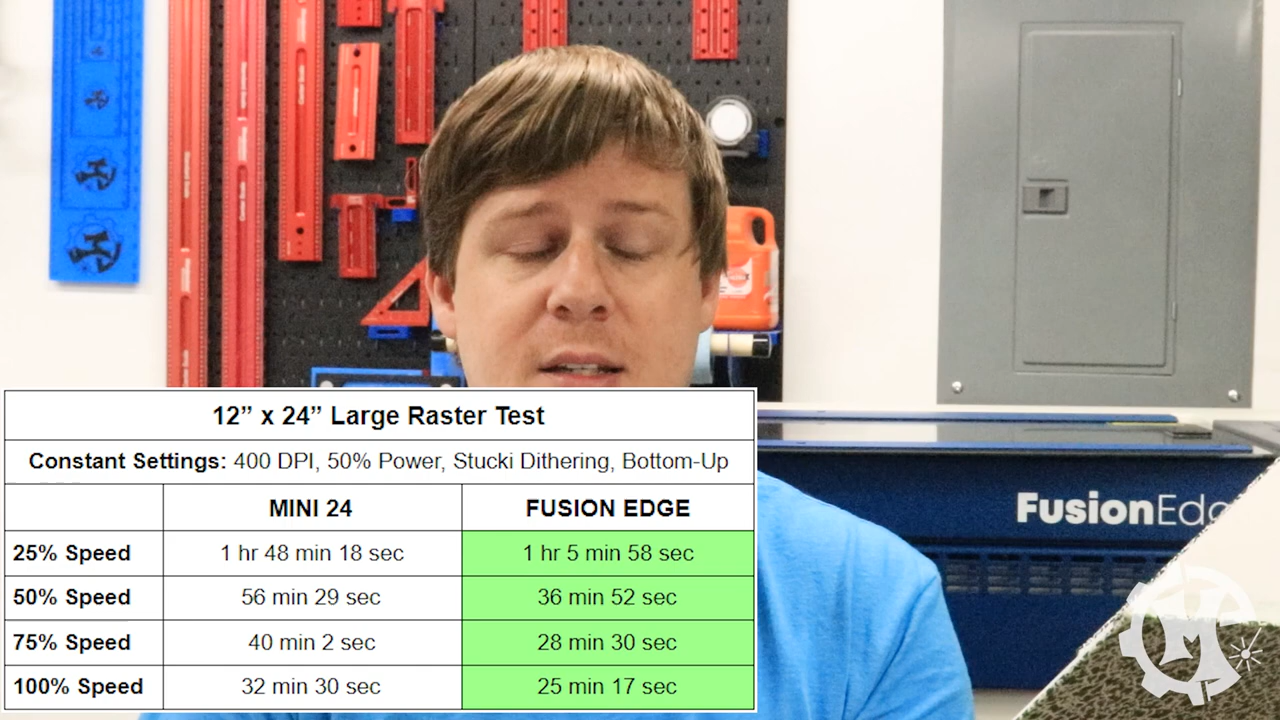 12” x 24” Large Raster Test
Constant Settings: 400 DPI, 50% Power, Stucki Dithering, Bottom-Up
MINI 24 FUSION EDGE
25% Speed 1 hr 48 min 18 sec 1 hr 5 min 58 sec
50% Speed 56 min 29 sec 36 min 52 sec
75% Speed 40 min 2 sec 28 min 30 sec
100% Speed 32 min 30 sec 25 min 17 sec
FusionEdg